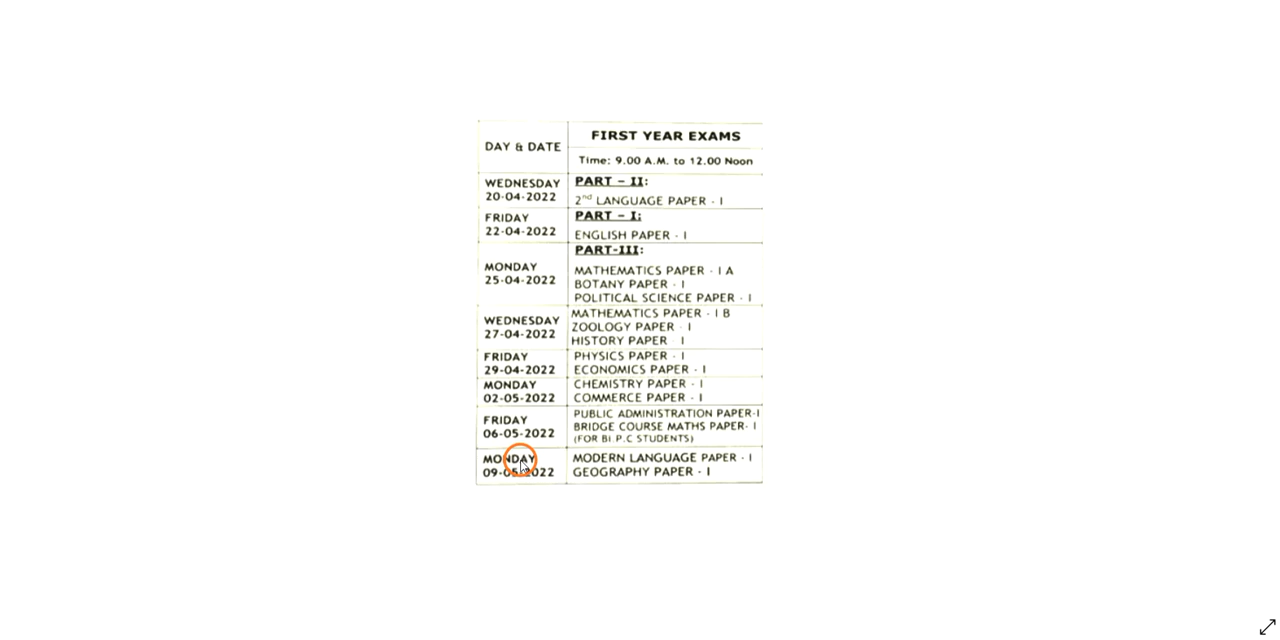 DAY & DATE
FIRST YEAR EXAMS
Time: 9.00 A.M. to 12.00 Noon
WEDNESDAY
20-04-2022
PART – II:
2nd LANGUAGE PAPER - I
FRIDAY
22-04-2022
PART – I:
ENGLISH PAPER - I
MONDAY
25-04-2022
PART-III:
MATHEMATICS PAPER - I A
BOTANY PAPER - I
POLITICAL SCIENCE PAPER - I
WEDNESDAY
27-04-2022
MATHEMATICS PAPER - I B
ZOOLOGY PAPER - I
HISTORY PAPER - I
FRIDAY
29-04-2022
PHYSICS PAPER - I
ECONOMICS PAPER - I
MONDAY
02-05-2022
CHEMISTRY PAPER - I
COMMERCE PAPER - I
FRIDAY
06-05-2022
PUBLIC ADMINISTRATION PAPER-I
BRIDGE COURSE MATHS PAPER- I
(FOR BI.P.C STUDENTS)
MONDAY
09-05-2022
MODERN LANGUAGE PAPER - I
GEOGRAPHY PAPER - I